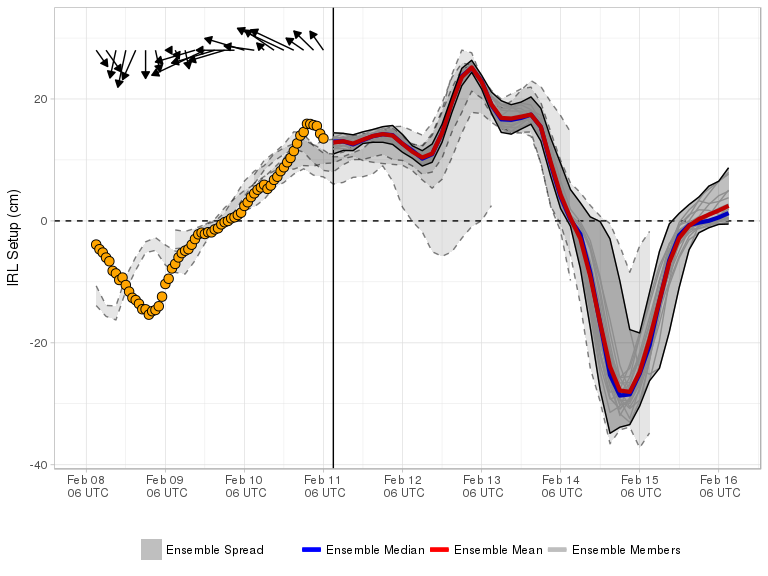 IRL Setup (cm)
20
0
-20
-40
Feb 08
06 UTC
Feb 09
06 UTC
Feb 10
06 UTC
Feb 11
06 UTC
Feb 12
06 UTC
Feb 13
06 UTC
Feb 14
06 UTC
Feb 15
06 UTC
Feb 16
06 UTC
Ensemble Spread
Ensemble Median
Ensemble Mean
Ensemble Members